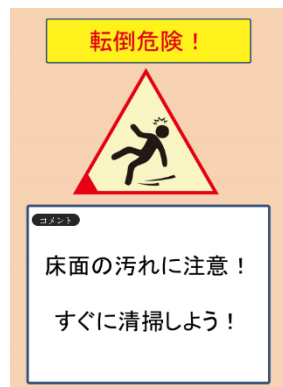 転倒危険！
コメント
床面の汚れに注意！
すぐに清掃しよう！